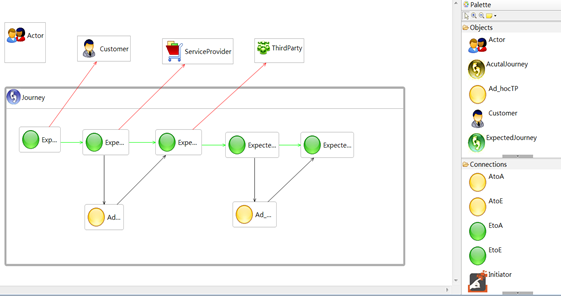 Palette
Objects
Actor
AcutalJourney
Ad_hocTP
Customer
ExpectedJourney
Connections
AtoA
AtoE
EtoA
EtoE
Initiator
Actor
Customer
ServiceProvider
ThirdParty
Journey
Exp...
Expe...
Expe...
Expecte...
Expecte...
Ad...
Ad_...